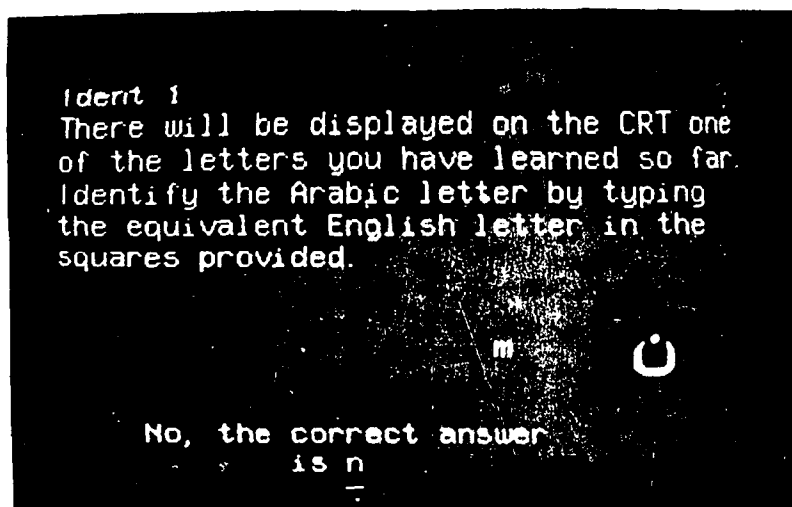 Ident 1
There will be displayed on the CRT one
of the letters you have learned so far.
Identify the Arabic letter by typing
the equivalent English letter in the
squares provided.
m ن
No, the correct answer
is n